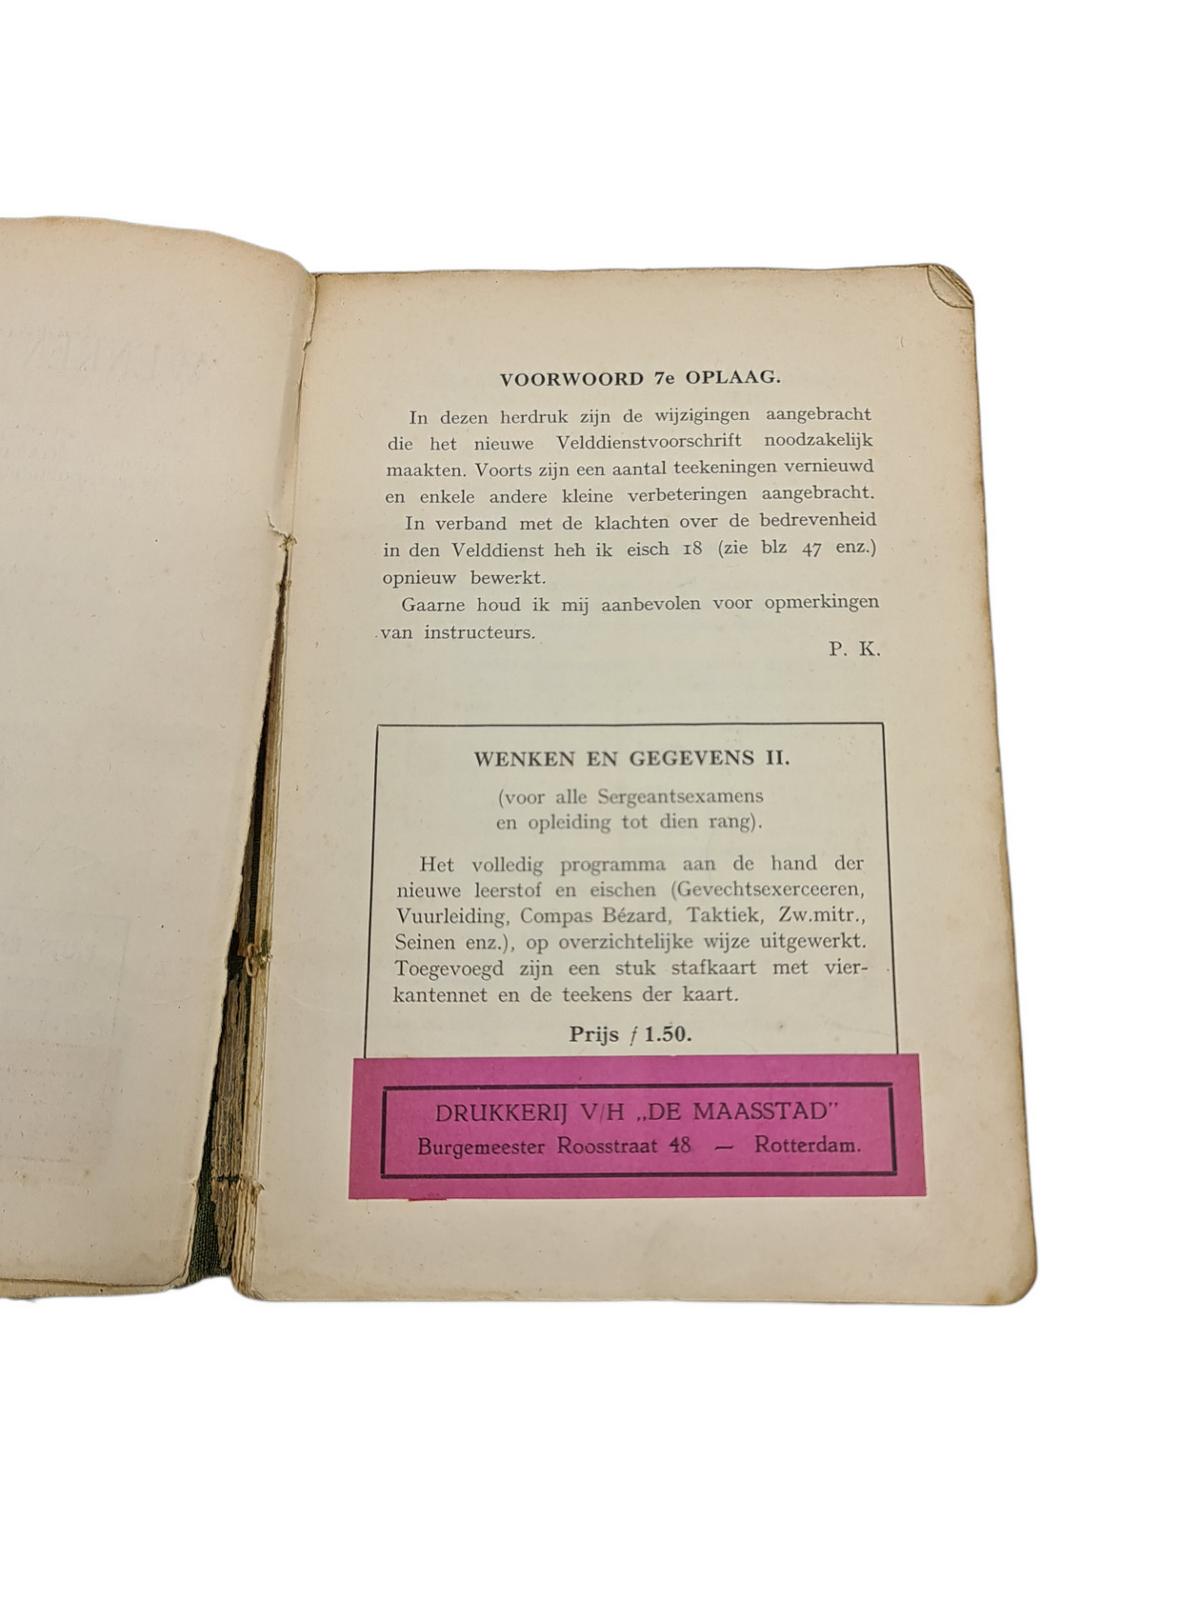 VOORWOORD 7e OPLAAG.
In dezen herdruk zijn de wijzigingen aangebracht
die het nieuwe Velddienstvoorschrift noodzakelijk
maakten. Voorts zijn een aantal teekeningen vernieuwd
en enkele andere kleine verbeteringen aangebracht.
In verband met de klachten over de bedrevenheid
in den Velddienst heh ik eisch 18 (zie blz 47 enz.)
opnieuw bewerkt.
Gaarne houd ik mij aanbevolen voor opmerkingen
van instructeurs.
P. K.
WENKEN EN GEGEVENS II.
(voor alle Sergeantsexamens
en opleiding tot dien rang).
Het volledig programma aan de hand der
nieuwe leerstof en eischen (Gevechtsexerceeren,
Vuurleiding, Compas Bézard, Taktiek, Zw.mitr.,
Seinen enz.), op overzichtelijke wijze uitgewerkt.
Toegevoegd zijn een stuk stafkaart met vier-
kantennet en de teekens der kaart.
Prijs ƒ 1.50.
DRUKKERIJ V/H „DE MAASSTAD”
Burgemeester Roosstraat 48 — Rotterdam.